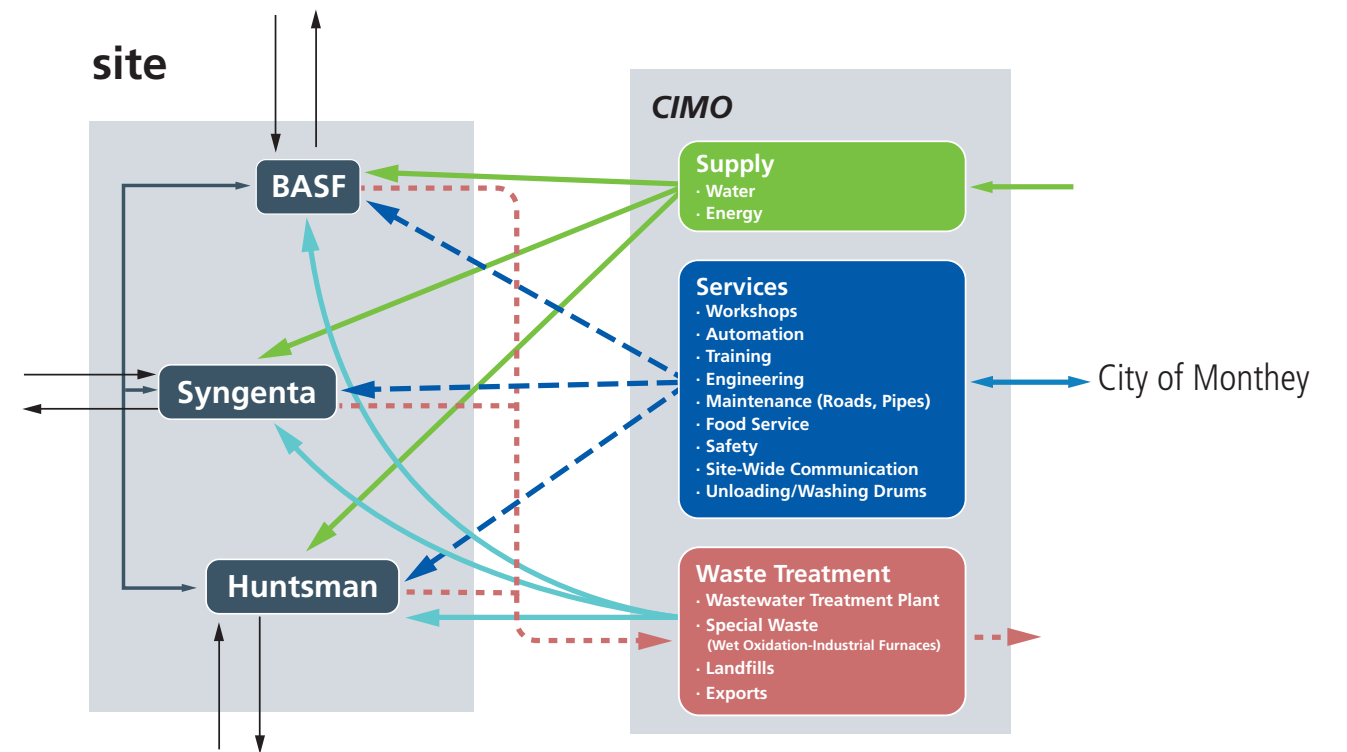 site
BASF
Syngenta
Huntsman
CIMO
Supply
· Water
· Energy
Services
· Workshops
· Automation
· Training
· Engineering
· Maintenance (Roads, Pipes)
· Food Service
· Safety
· Site-Wide Communication
· Unloading/Washing Drums
Waste Treatment
· Wastewater Treatment Plant
· Special Waste
(Wet Oxidation-Industrial Furnaces)
· Landfills
· Exports
City of Monthey